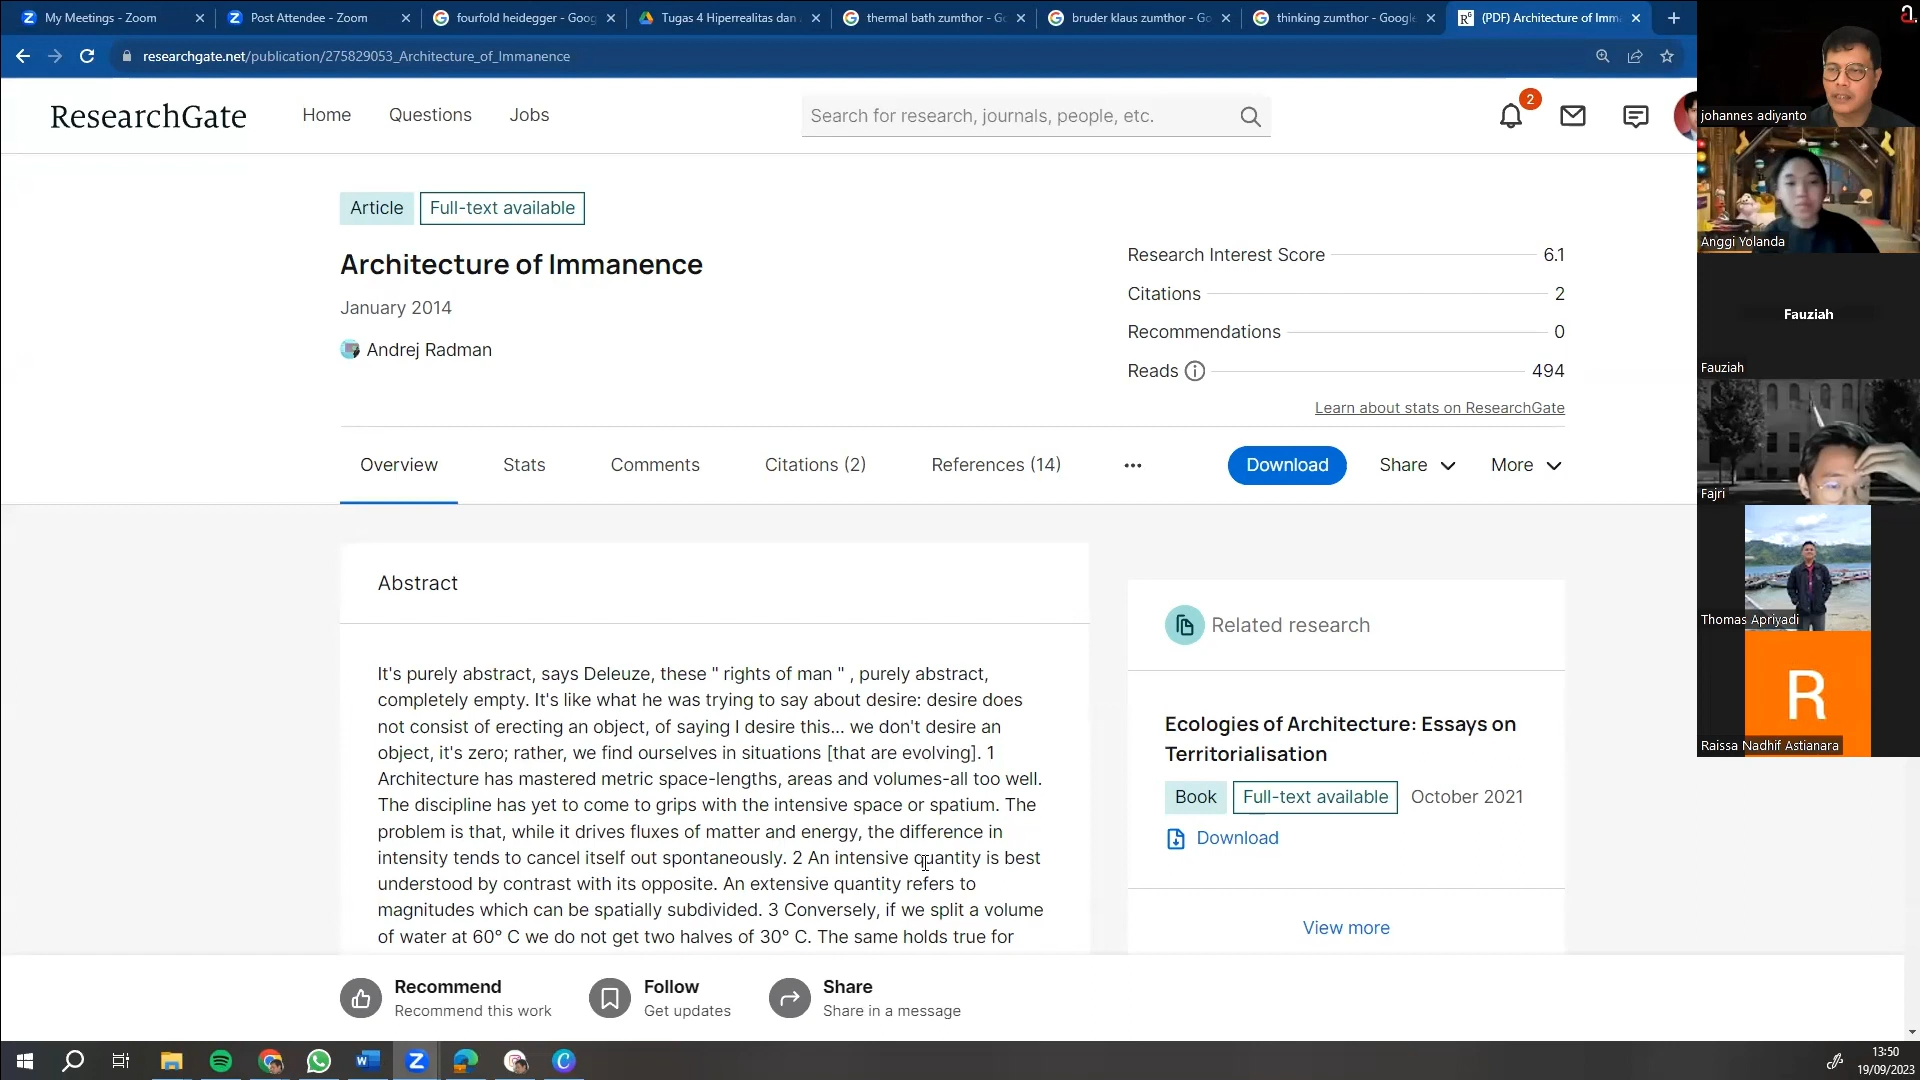 My Meetings - Zoom
Post Attendee - Zoom
fourfold heidegger - Goog
Tugas 4 Hiperrealitas dan
thermal bath zumthor - Go
bruder klaus zumthor - Go
thinking zumthor - Google
(PDF) Architecture of Imm
researchgate.net/publication/275829053_Architecture_of_Immanence
ResearchGate
Home
Questions
Jobs
Search for research, journals, people, etc.
2
Article
Full-text available
Architecture of Immanence
January 2014
Andrej Radman
Research Interest Score
6.1
Citations
2
Recommendations
0
Reads
494
Learn about stats on ResearchGate
Overview
Stats
Comments
Citations (2)
References (14)
Download
Share
More
Abstract
It's purely abstract, says Deleuze, these " rights of man " , purely abstract,
completely empty. It's like what he was trying to say about desire: desire does
not consist of erecting an object, of saying I desire this... we don't desire an
object, it's zero; rather, we find ourselves in situations [that are evolving]. 1
Architecture has mastered metric space-lengths, areas and volumes-all too well.
The discipline has yet to come to grips with the intensive space or spatium. The
problem is that, while it drives fluxes of matter and energy, the difference in
intensity tends to cancel itself out spontaneously. 2 An intensive quantity is best
understood by contrast with its opposite. An extensive quantity refers to
magnitudes which can be spatially subdivided. 3 Conversely, if we split a volume
of water at 60° C we do not get two halves of 30° C. The same holds true for
Related research
Ecologies of Architecture: Essays on
Territorialisation
Book
Full-text available
October 2021
Download
View more
Recommend
Recommend this work
Follow
Get updates
Share
Share in a message
johannes adiyanto
Anggi Yolanda
Fauziah
Fauziah
Fajri
Thomas Apriyadi
R
Raissa Nadhif Astianara
13:50
19/09/2023